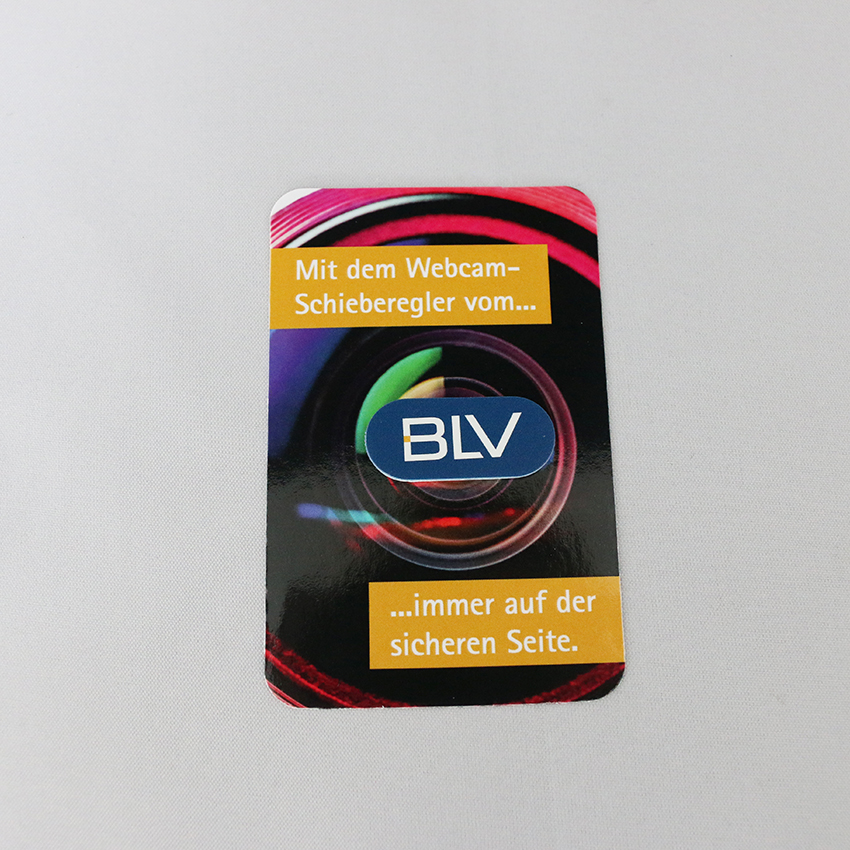 Mit dem Webcam-
Schieberegler vom...
BLV
...immer auf der
sicheren Seite.